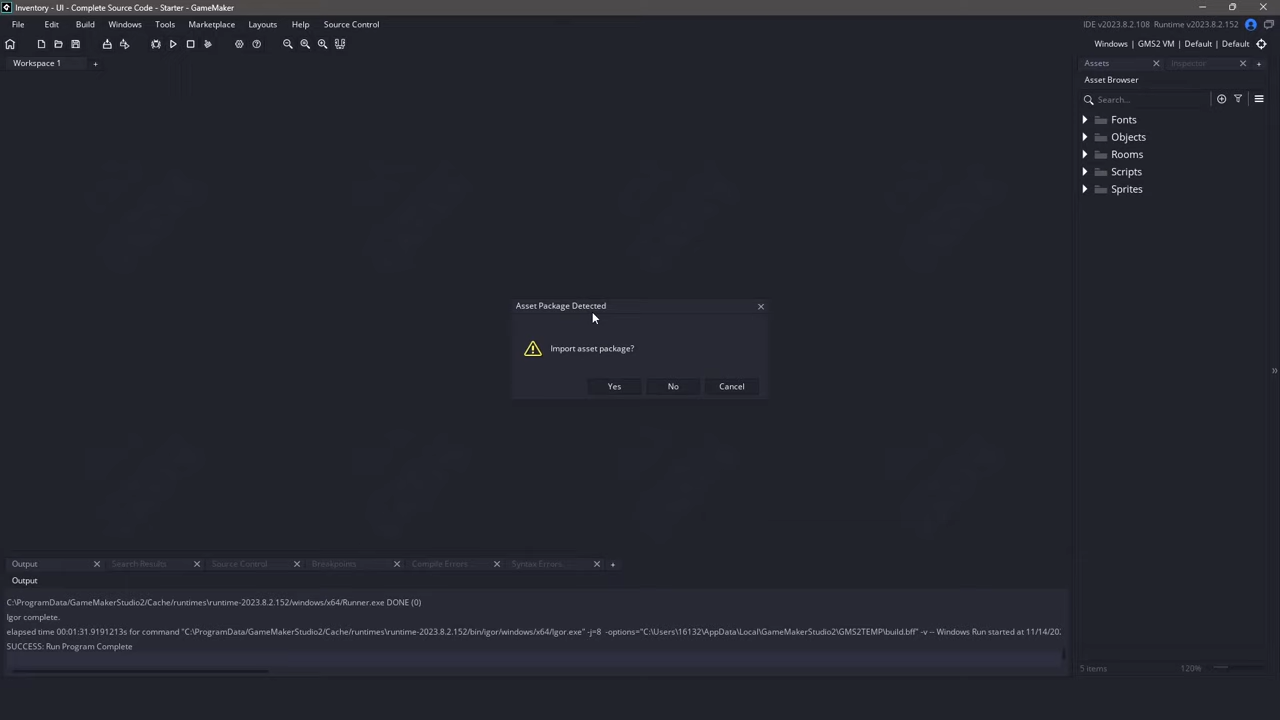 Inventory - UI - Complete Source Code - Starter - GameMaker
File Edit Build Windows Tools Marketplace Layouts Help Source Control
IDE v2023.8.2.108 Runtime v2023.8.2.152
Windows | GMS2 VM | Default | Default
Workspace 1
Assets
Inspector
Asset Browser
Search...
Fonts
Objects
Rooms
Scripts
Sprites
Asset Package Detected
Import asset package?
Yes No Cancel
Output Search Results Source Control Breakpoints Compile Errors ... Syntax Errors...
Output
C:\ProgramData/GameMakerStudio2/Cache/runtimes\runtime-2023.8.2.152/windows/x64/Runner.exe DONE (0)
Igor complete.
elapsed time 00:01:31.9191213s for command "C:\ProgramData/GameMakerStudio2/Cache/runtimes\runtime-2023.8.2.152/bin/igor/windows/x64/Igor.exe" -j=8 -options="C:\Users\16132\AppData\Local\GameMakerStudio2\GMS2TEMP\build.bff" -v -- Windows Run started at 11/14/20
SUCCESS: Run Program Complete
5 items
120%